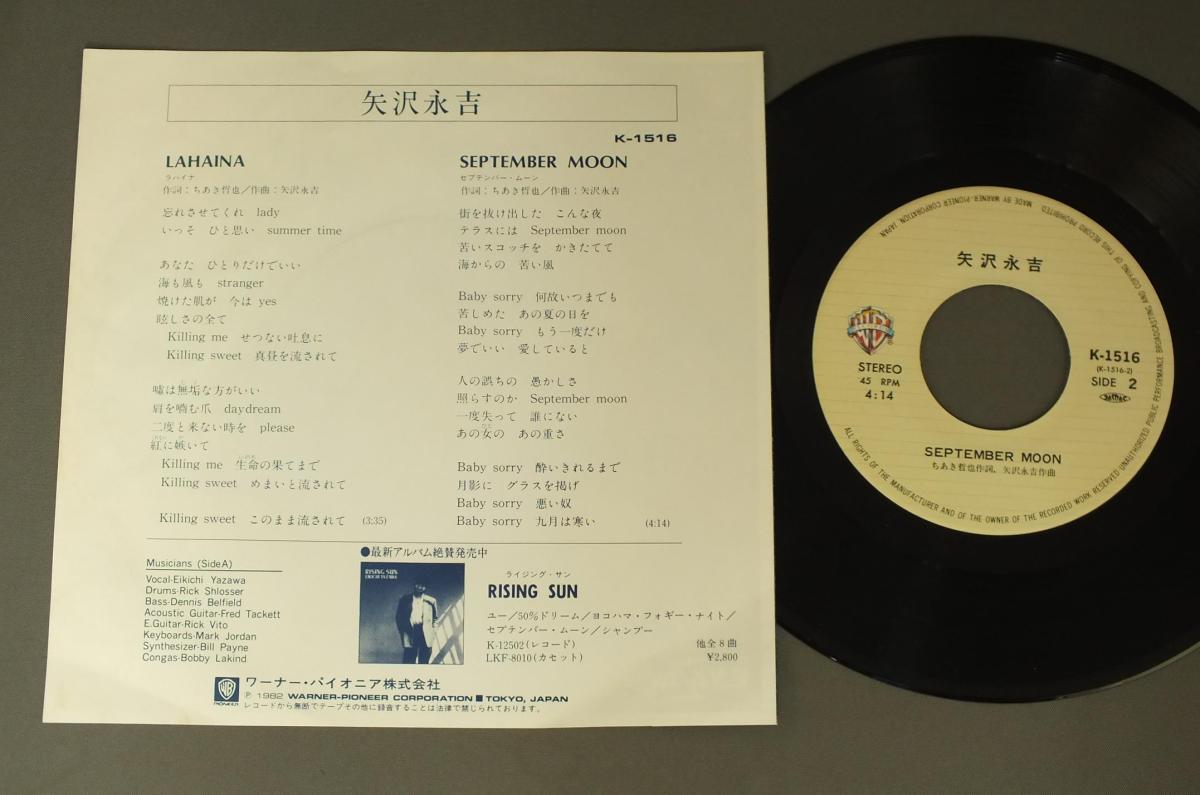 矢沢永吉
K-1516
LAHAINA
ラハイナ
作詞：ちあき哲也／作曲：矢沢永吉
忘れさせてくれ lady
いっそ ひと思い summer time
あなた ひとりだけでいい
海も風も stranger
焼けた肌が 今は yes
眩しさの全て
Killing me せつない吐息に
Killing sweet 真昼を流されて
嘘は無垢な方がいい
肩を噛む爪 daydream
二度と来ない時を please
紅に嫉いて
Killing me 生命の果てまで
Killing sweet めまいと流されて
Killing sweet このまま流されて (3:35)
SEPTEMBER MOON
セプテンバー・ムーン
作詞：ちあき哲也／作曲：矢沢永吉
街を抜け出した こんな夜
テラスには September moon
苦いスコッチを かきたてて
海からの 苦い風
Baby sorry 何故いつまでも
苦しめた あの夏の日を
Baby sorry もう一度だけ
夢でいい 愛していると
人の誤ちの 愚かしさ
照らすのか September moon
一度失って 誰にない
あの女の あの重さ
Baby sorry 酔いきれるまで
月影に グラスを掲げ
Baby sorry 悪い奴
Baby sorry 九月は寒い (4:14)
Musicians (SideA)
Vocal-Eikichi Yazawa
Drums-Rick Shlosser
Bass-Dennis Belfield
Acoustic Guitar-Fred Tackett
E.Guitar-Rick Vito
Keyboards-Mark Jordan
Synthesizer-Bill Payne
Congas-Bobby Lakind
●最新アルバム絶賛発売中
RISING SUN
EIKICHI YAZAWA
ライジング・サン
RISING SUN
ユー／50％ドリーム／ヨコハマ・フォギー・ナイト／
セプテンバー・ムーン／シャンプー
他全8曲
K-12502(レコード)
LKF-8010(カセット) ¥2,800
PIONEER
ワーナー・パイオニア株式会社
Ⓟ 1982 WARNER-PIONEER CORPORATION ■ TOKYO, JAPAN
レコードから無断でテープその他に録音することは法律で禁じられております。
矢沢永吉
STEREO
45 RPM
4:14
K-1516
(K-1516-2)
SIDE 2
JASRAC
SEPTEMBER MOON
ちあき哲也作詞、矢沢永吉作曲
ALL RIGHTS OF THE MANUFACTURER AND OF THE OWNER OF THE RECORDED WORK RESERVED UNAUTHORIZED PUBLIC PERFORMANCE BROADCASTING AND COPYING OF THIS RECORD PROHIBITED MADE BY WARNER-PIONEER CORPORATION, JAPAN